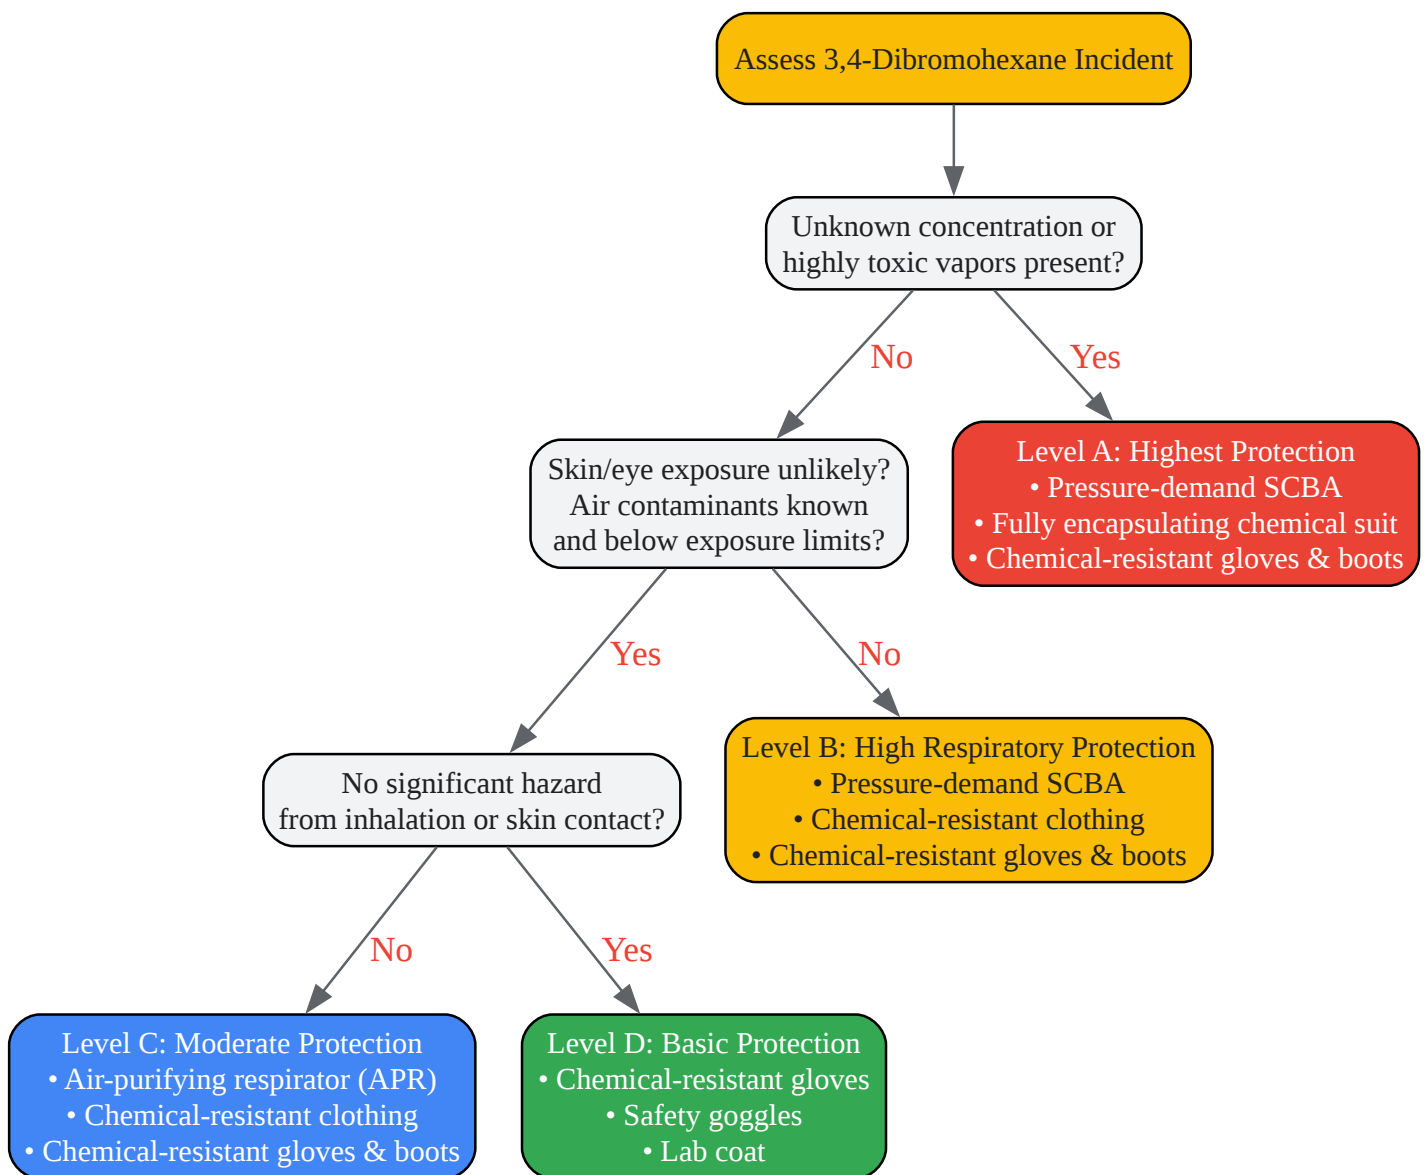 Assess 3,4-Dibromohexane Incident
Unknown concentration or
highly toxic vapors present?
No
Yes
Skin/eye exposure unlikely?
Air contaminants known
and below exposure limits?
Level A: Highest Protection
• Pressure-demand SCBA
• Fully encapsulating chemical suit
• Chemical-resistant gloves & boots
Yes
No
No significant hazard
from inhalation or skin contact?
Level B: High Respiratory Protection
• Pressure-demand SCBA
• Chemical-resistant clothing
• Chemical-resistant gloves & boots
No
Yes
Level C: Moderate Protection
• Air-purifying respirator (APR)
• Chemical-resistant clothing
• Chemical-resistant gloves & boots
Level D: Basic Protection
• Chemical-resistant gloves
• Safety goggles
• Lab coat